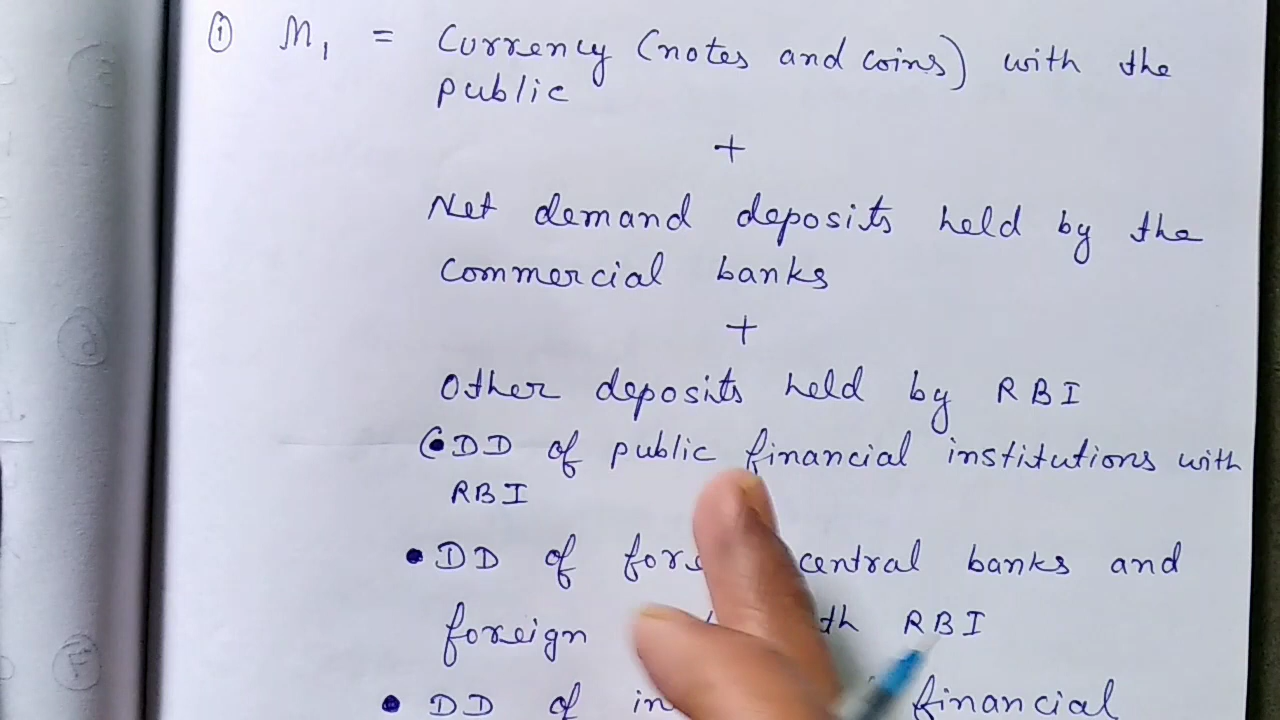 ① M₁ = Currency (notes and coins) with the
public
+
Net demand deposits held by the
commercial banks
+
Other deposits held by RBI
(• DD of public financial institutions with
RBI
• DD of central banks and
foreign RBI
• DD of financial